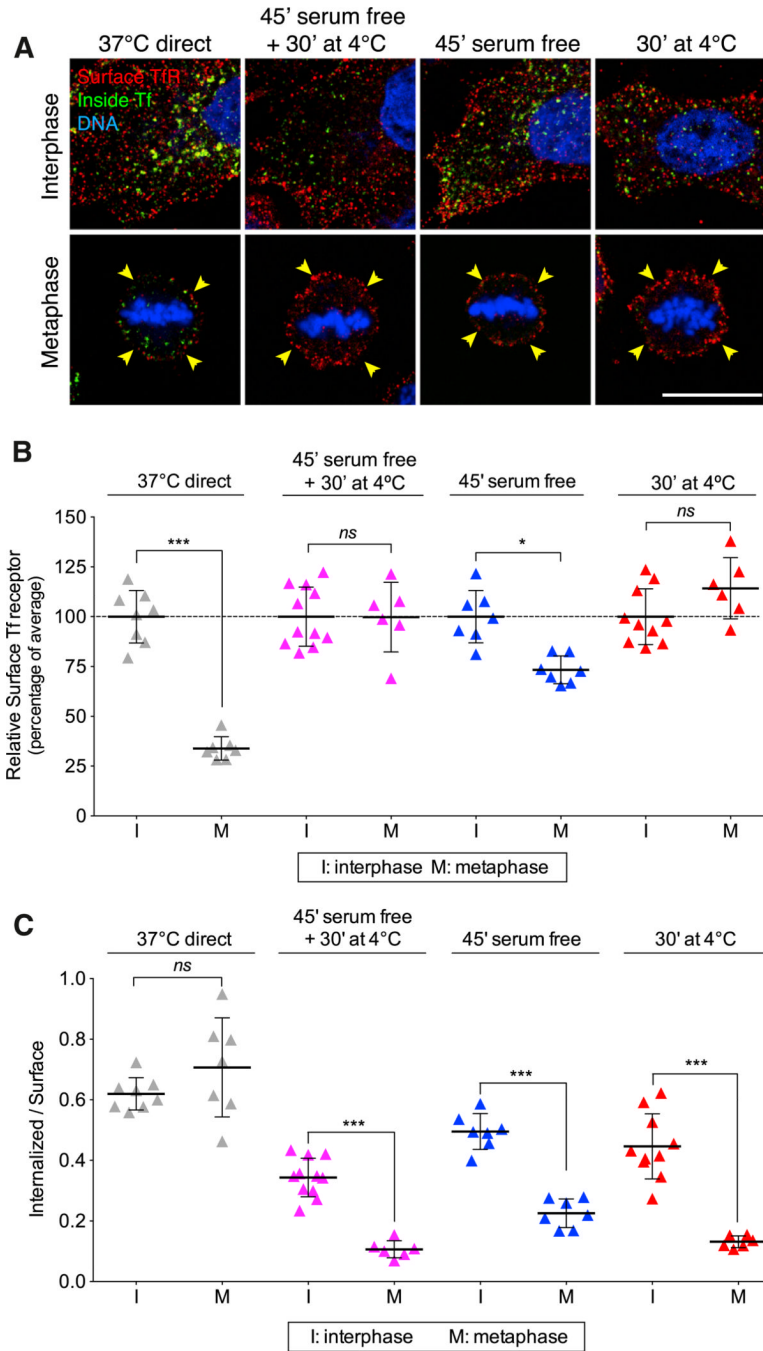 A
37°C direct
45' serum free
+ 30' at 4°C
45' serum free
30' at 4°C
Surface TfR
Inside Tf
DNA
Interphase
Metaphase
B
37°C direct
45' serum free
+ 30' at 4ºC
45' serum free
30' at 4°C
Relative Surface Tf receptor
(percentage of average)
150
125
100
75
50
25
0
***
ns
*
ns
I
M
I
M
I
M
I
M
I: interphase M: metaphase
C
37°C direct
45' serum free
+ 30' at 4°C
45' serum free
30' at 4°C
Internalized / Surface
1.0
0.8
0.6
0.4
0.2
0.0
ns
***
***
***
I
M
I
M
I
M
I
M
I: interphase M: metaphase